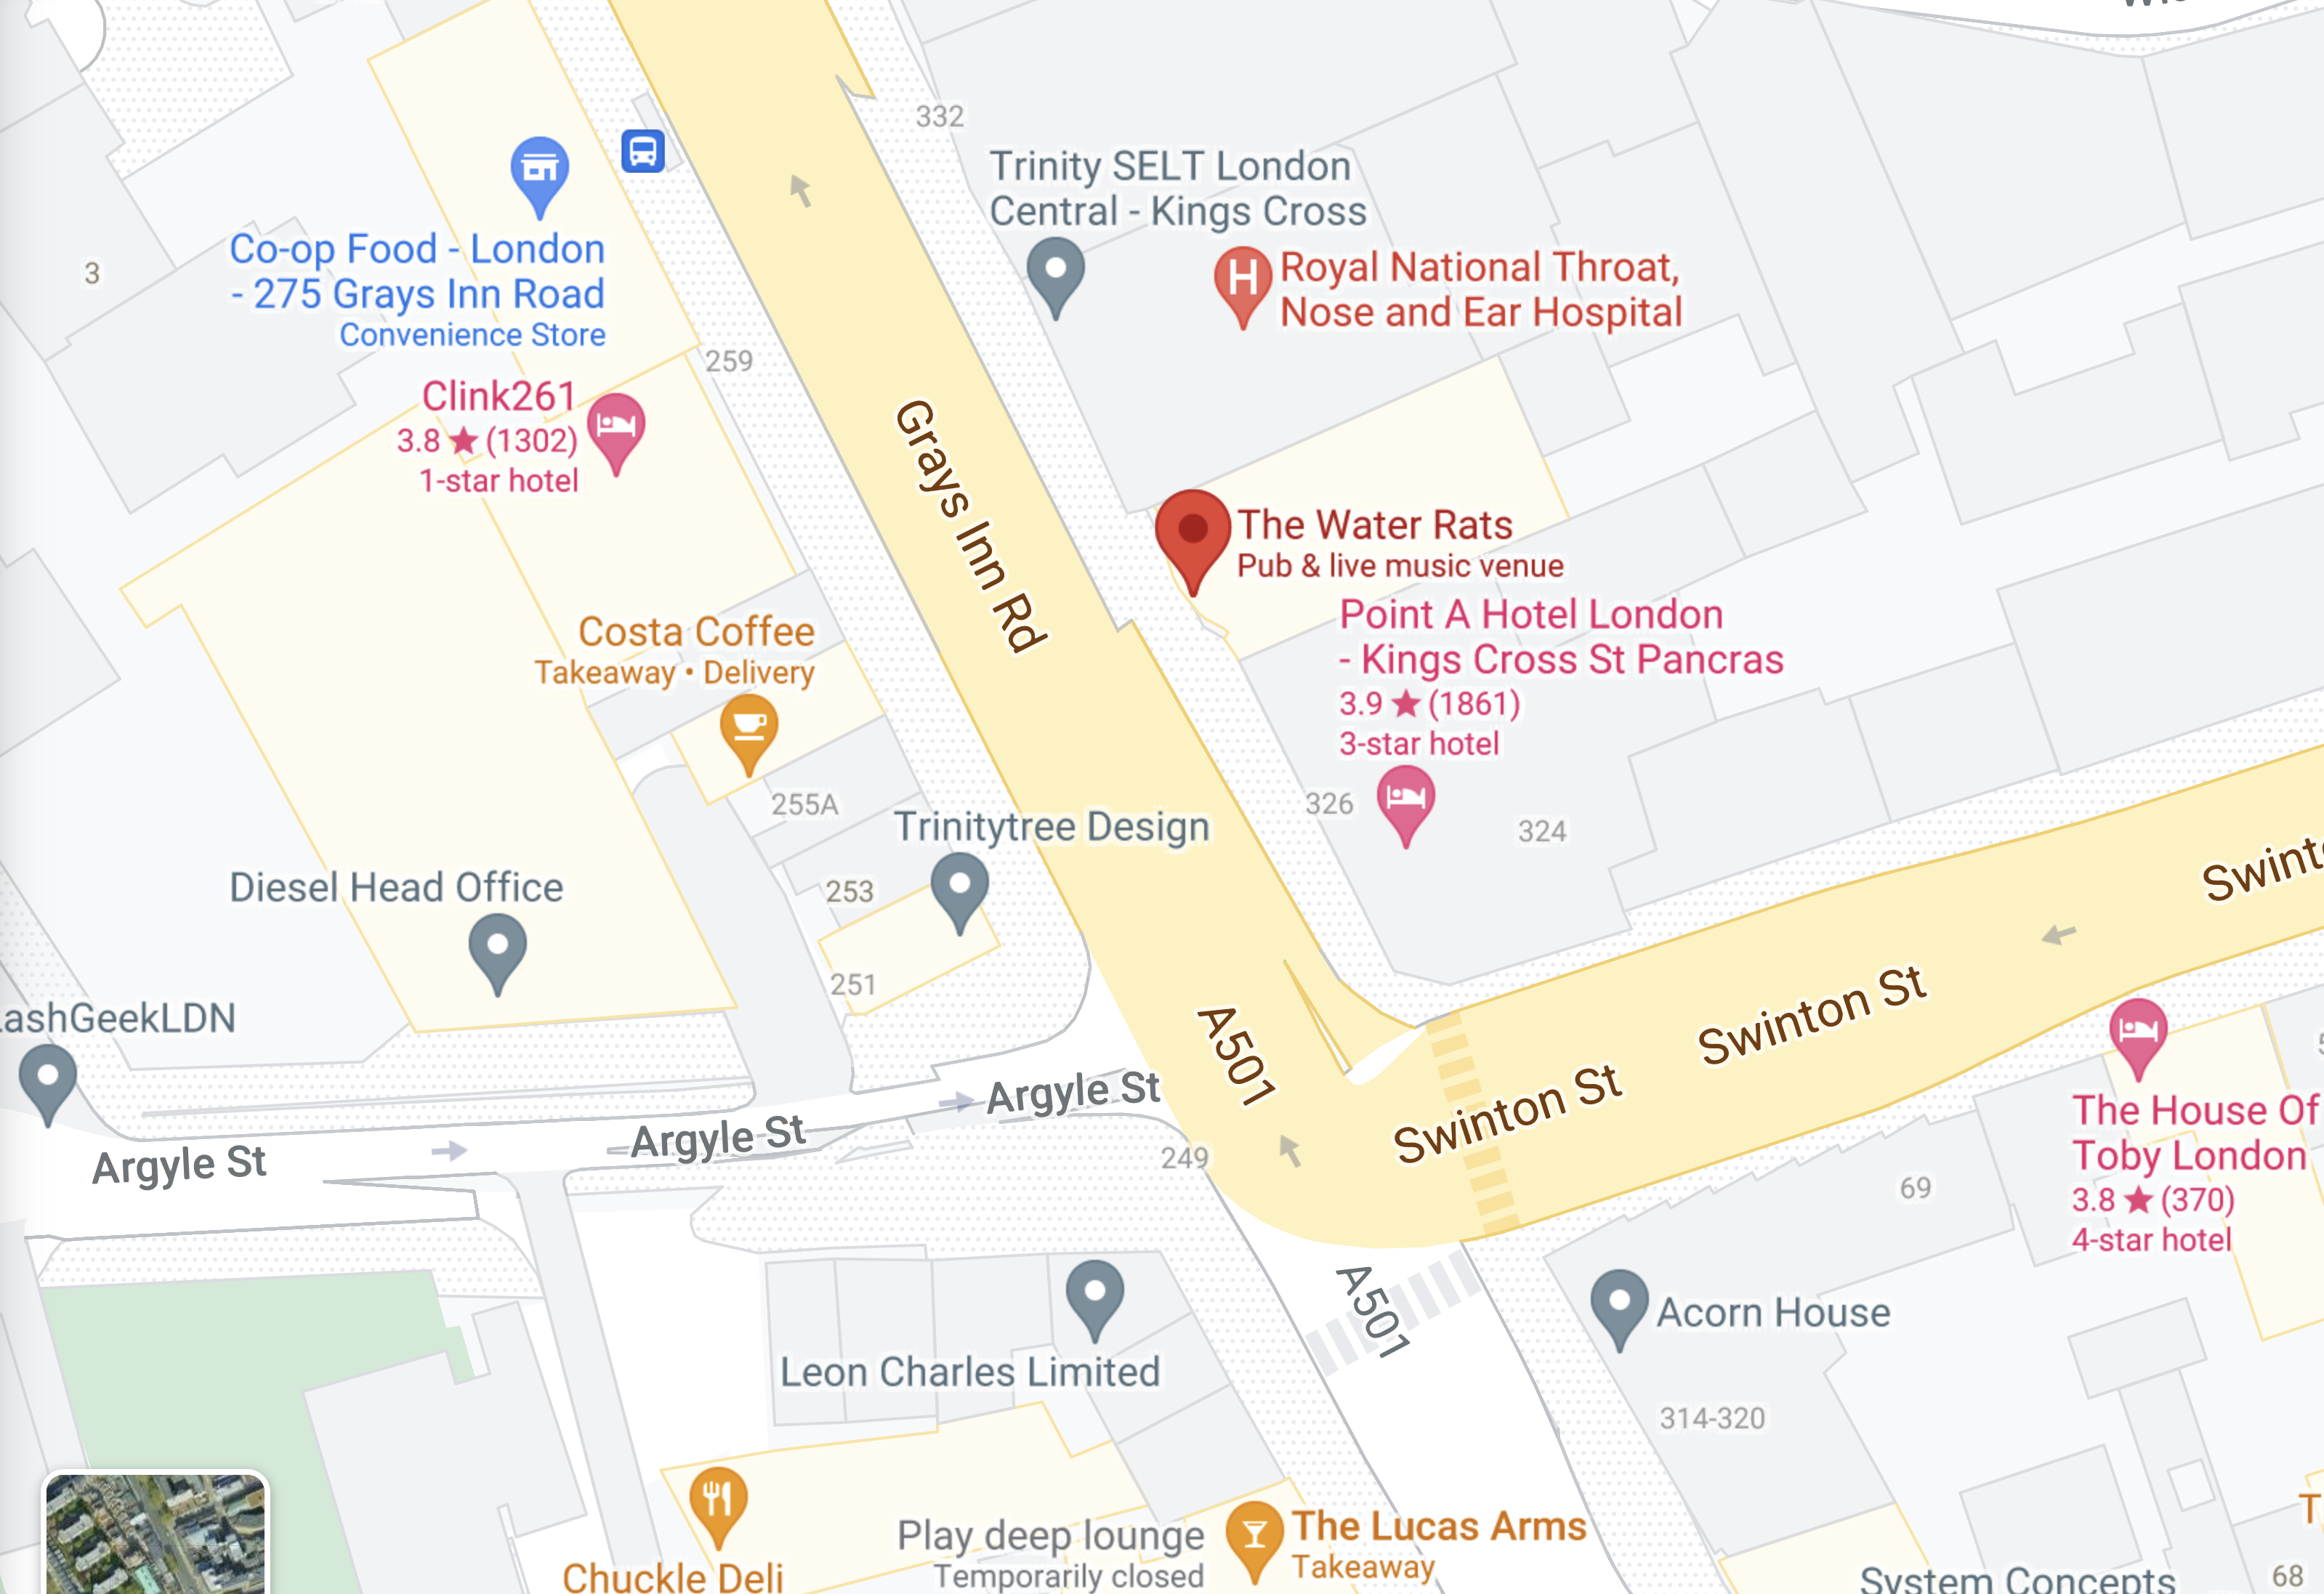 332
Trinity SELT London
Central - Kings Cross
Royal National Throat,
Nose and Ear Hospital
Co-op Food - London
- 275 Grays Inn Road
Convenience Store
3
259
Clink261
3.8 ★ (1302)
1-star hotel
Grays Inn Rd
The Water Rats
Pub & live music venue
Point A Hotel London
- Kings Cross St Pancras
3.9 ★ (1861)
3-star hotel
326
324
Costa Coffee
Takeaway • Delivery
255A
Trinitytree Design
253
251
Diesel Head Office
ashGeekLDN
Swint
Swinton St
Swinton St
A501
Argyle St
Argyle St
Argyle St
249
69
The House Of
Toby London
3.8 ★ (370)
4-star hotel
A501
Acorn House
314-320
Leon Charles Limited
Chuckle Deli
Play deep lounge
Temporarily closed
The Lucas Arms
Takeaway
System Concepts
68
T